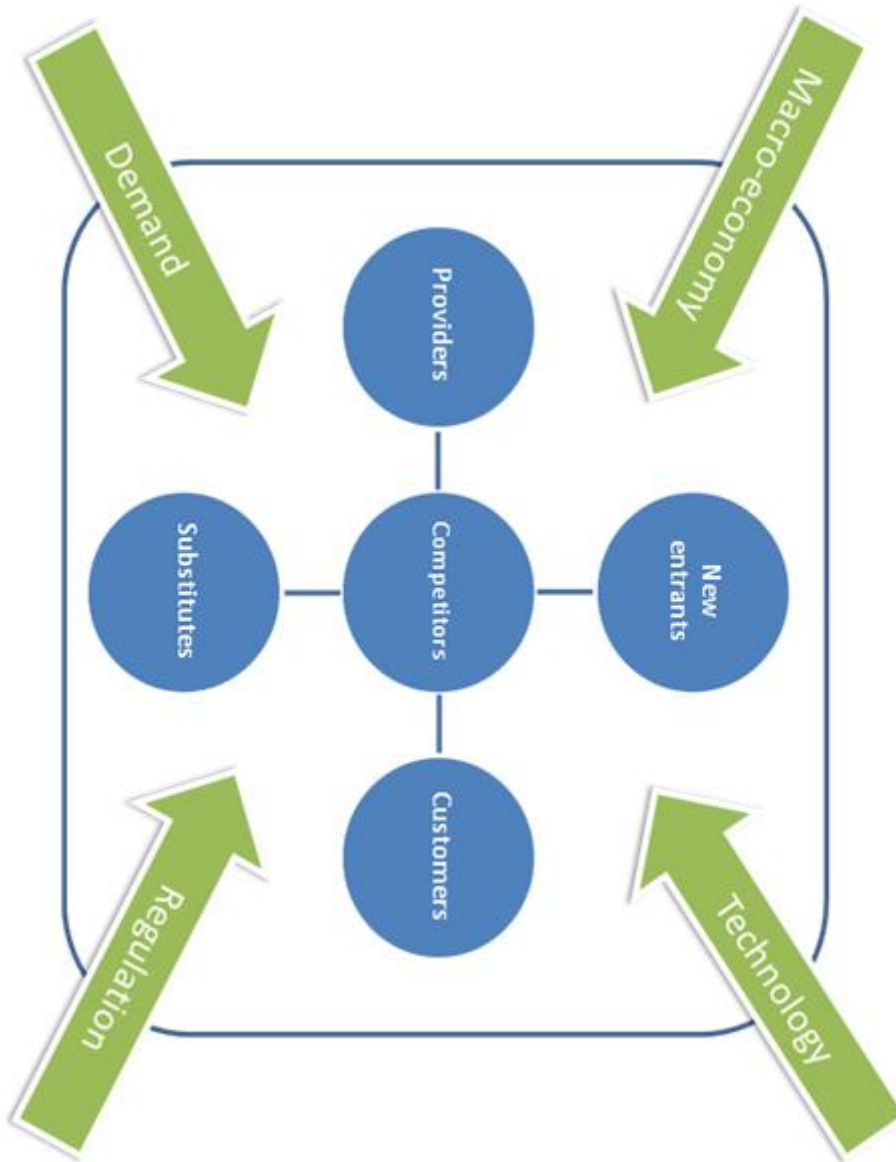 Macro-economy
Technology
New
entrants
Providers
Competitors
Customers
Substitutes
Demand
Regulation